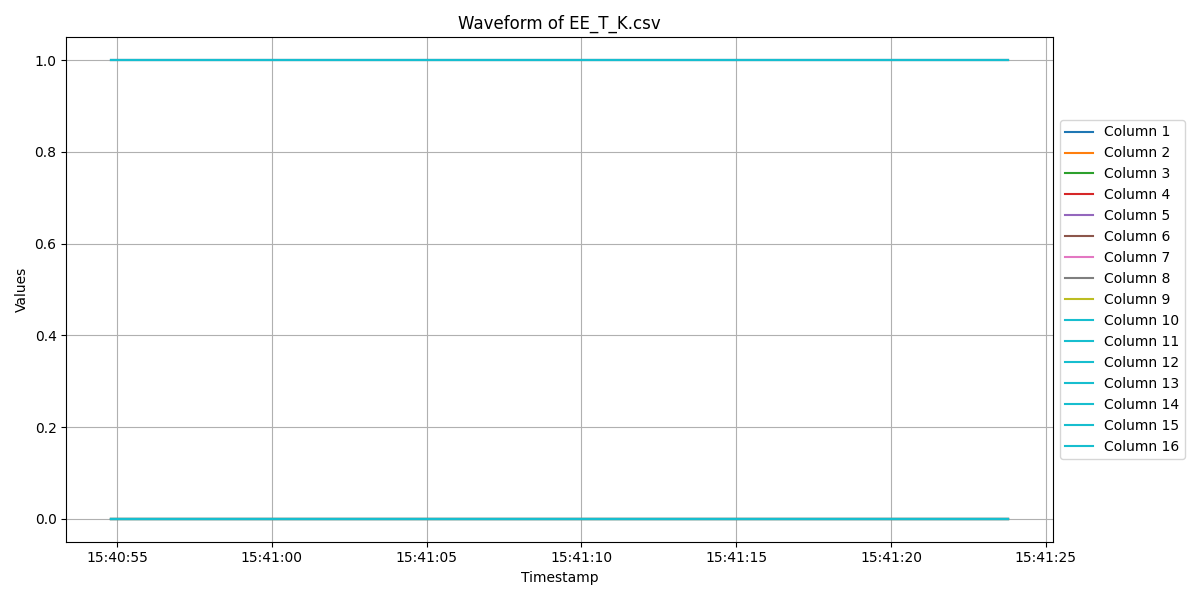 Waveform of EE_T_K.csv
1.0
0.8
0.6
0.4
0.2
0.0
Values
15:40:55 15:41:00 15:41:05 15:41:10 15:41:15 15:41:20 15:41:25
Timestamp
Column 1
Column 2
Column 3
Column 4
Column 5
Column 6
Column 7
Column 8
Column 9
Column 10
Column 11
Column 12
Column 13
Column 14
Column 15
Column 16